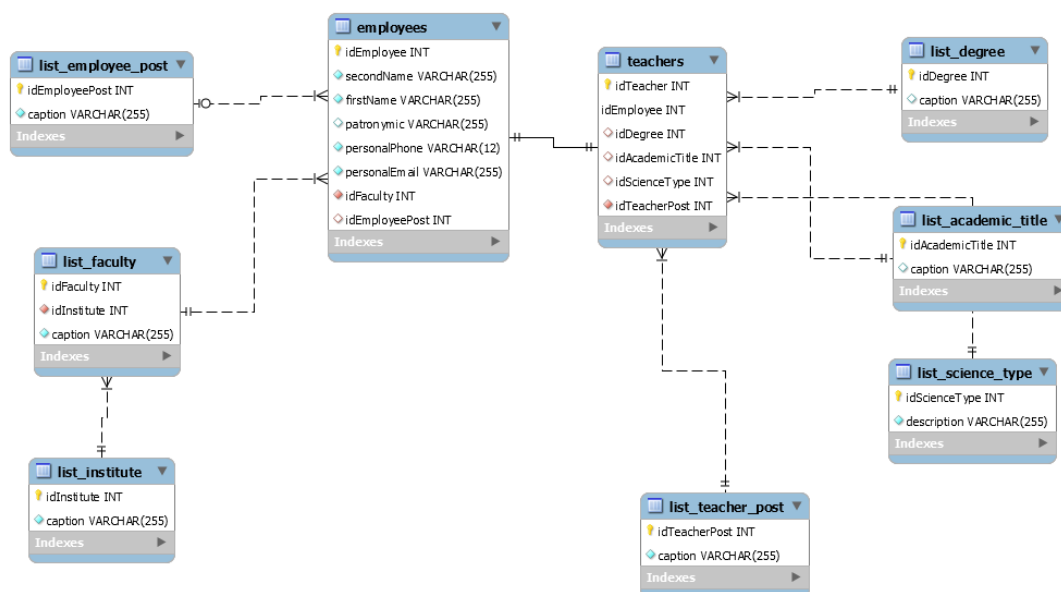 list_employee_post
idEmployeePost INT
caption VARCHAR(255)
Indexes
employees
idEmployee INT
secondName VARCHAR(255)
firstName VARCHAR(255)
patronymic VARCHAR(255)
personalPhone VARCHAR(12)
personalEmail VARCHAR(255)
idFaculty INT
idEmployeePost INT
Indexes
teachers
idTeacher INT
idEmployee INT
idDegree INT
idAcademicTitle INT
idScienceType INT
idTeacherPost INT
Indexes
list_degree
idDegree INT
caption VARCHAR(255)
Indexes
list_academic_title
idAcademicTitle INT
caption VARCHAR(255)
Indexes
list_faculty
idFaculty INT
idInstitute INT
caption VARCHAR(255)
Indexes
list_science_type
idScienceType INT
description VARCHAR(255)
Indexes
list_institute
idInstitute INT
caption VARCHAR(255)
Indexes
list_teacher_post
idTeacherPost INT
caption VARCHAR(255)
Indexes